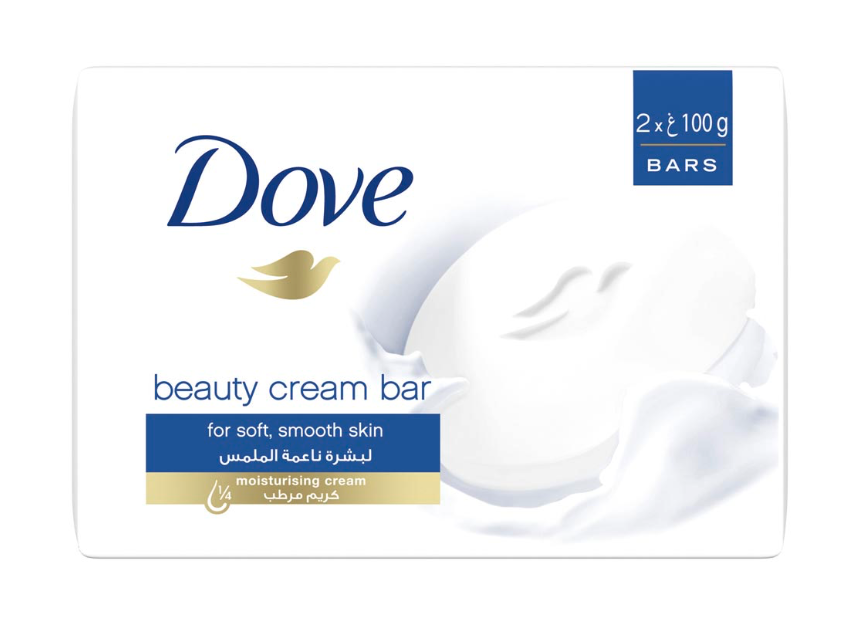 Dove
2 x غ 100 g
BARS
beauty cream bar
for soft, smooth skin
لبشرة ناعمة الملمس
1/4 moisturising cream
كريم مرطب